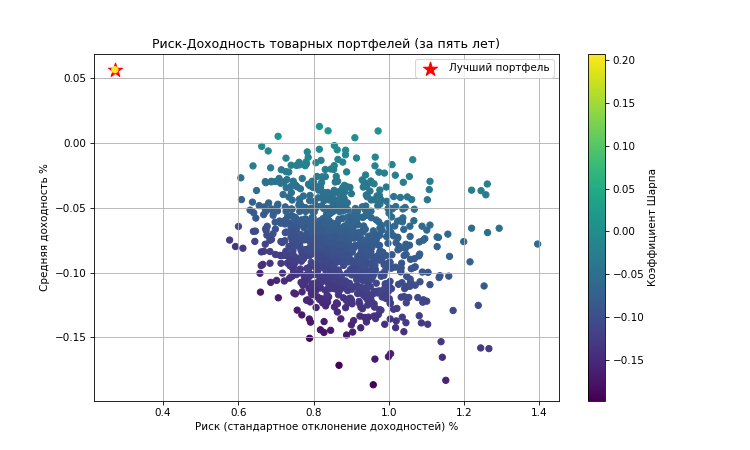 Риск-Доходность товарных портфелей (за пять лет)
Лучший портфель
Средняя доходность %
0.05
0.00
−0.05
−0.10
−0.15
0.4 0.6 0.8 1.0 1.2 1.4
Риск (стандартное отклонение доходностей) %
0.20
0.15
0.10
0.05
0.00
−0.05
−0.10
−0.15
Коэффициент Шарпа